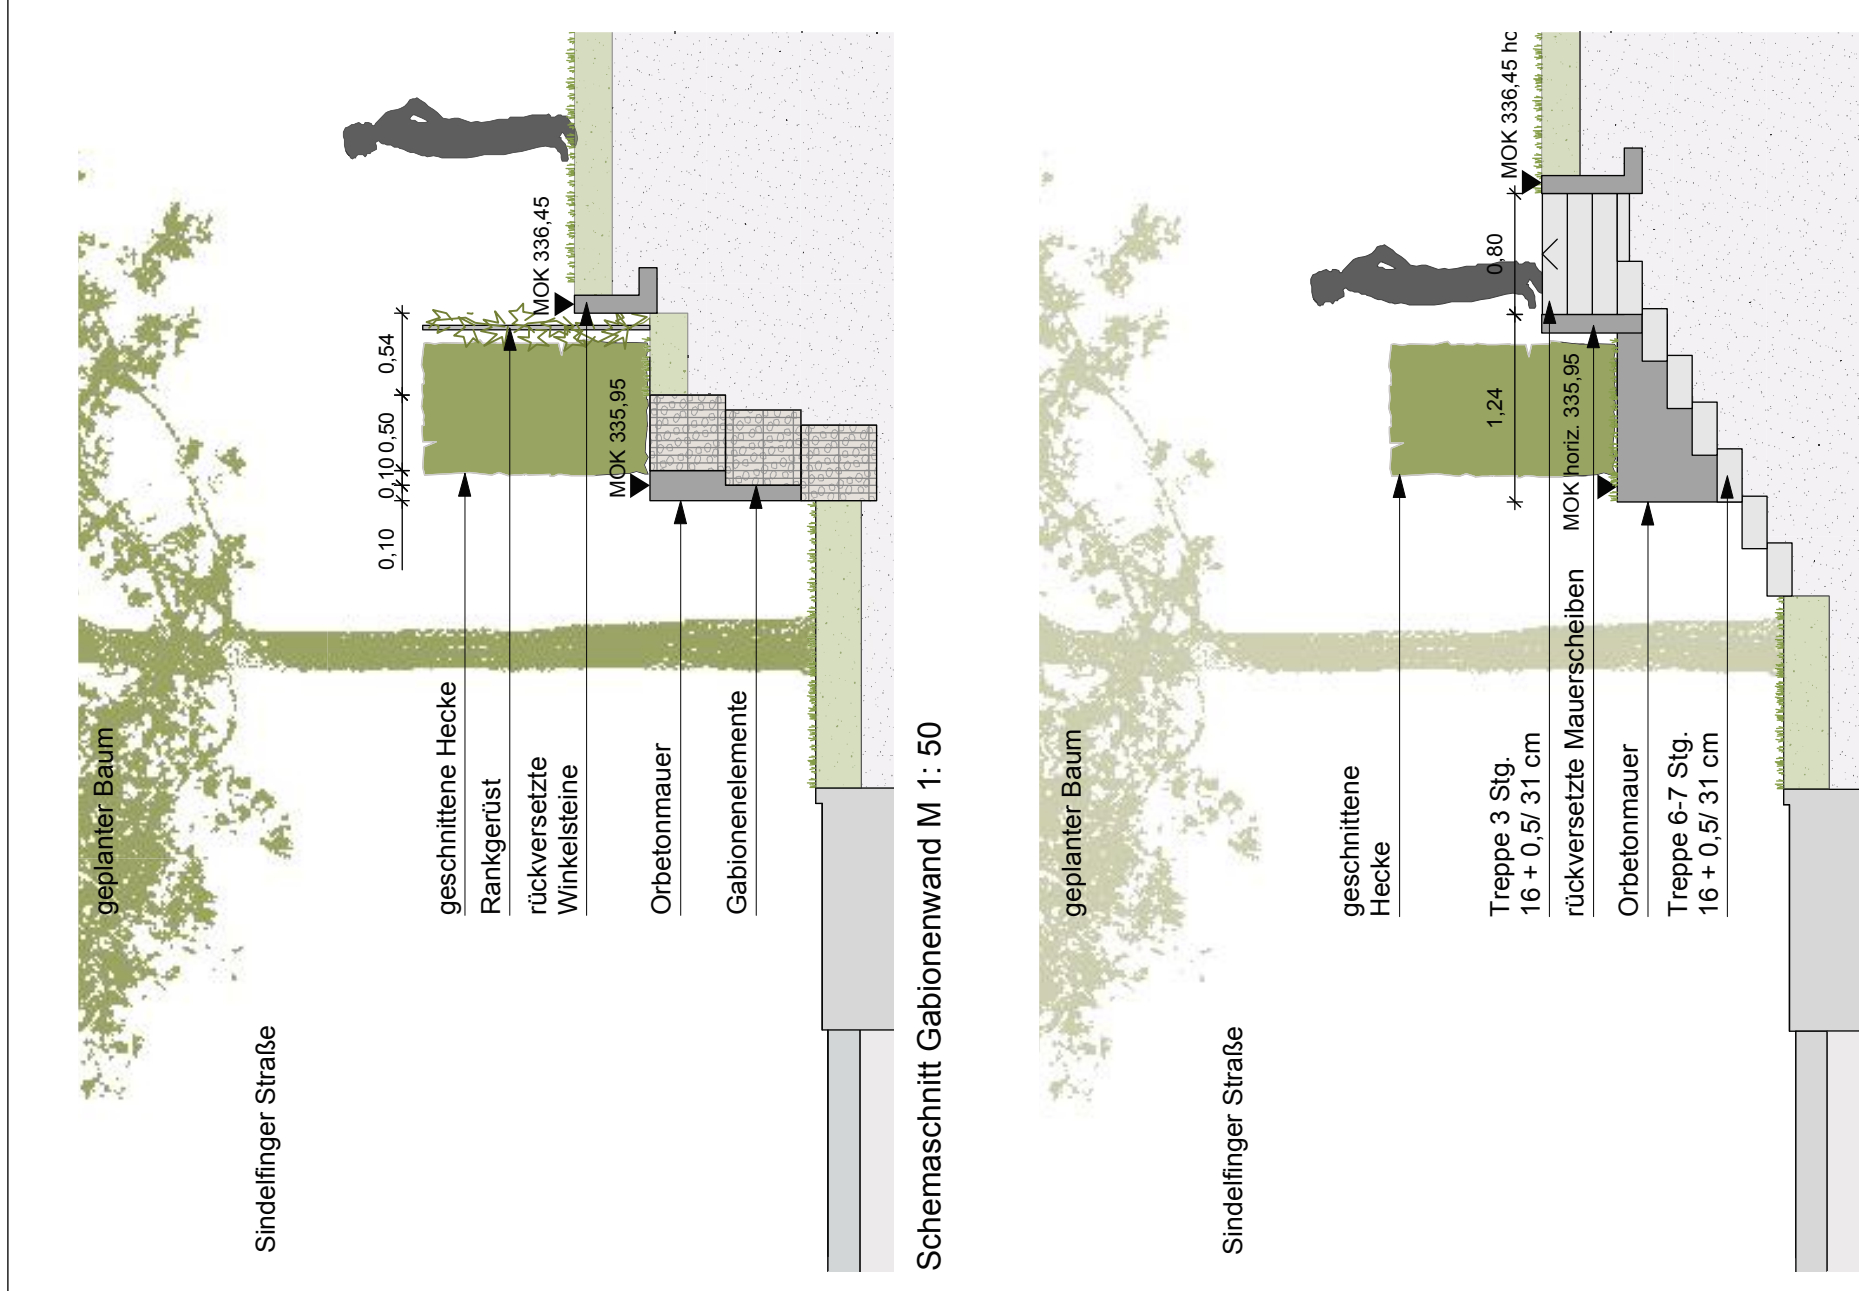 geplanter Baum
Sindelfinger Straße
geschnittene Hecke
Rankgerüst
rückversetzte
Winkelsteine
Orbetonmauer
Gabionenelemente
0,10
0,10
0,50
0,54
MOK 335,95
MOK 336,45
Schemaschnitt Gabionenwand M 1: 50
geplanter Baum
Sindelfinger Straße
geschnittene
Hecke
Treppe 3 Stg.
16 + 0,5/ 31 cm
rückversetzte Mauerscheiben
Orbetonmauer
Treppe 6-7 Stg.
16 + 0,5/ 31 cm
1,24
0,80
MOK horiz. 335,95
MOK 336,45